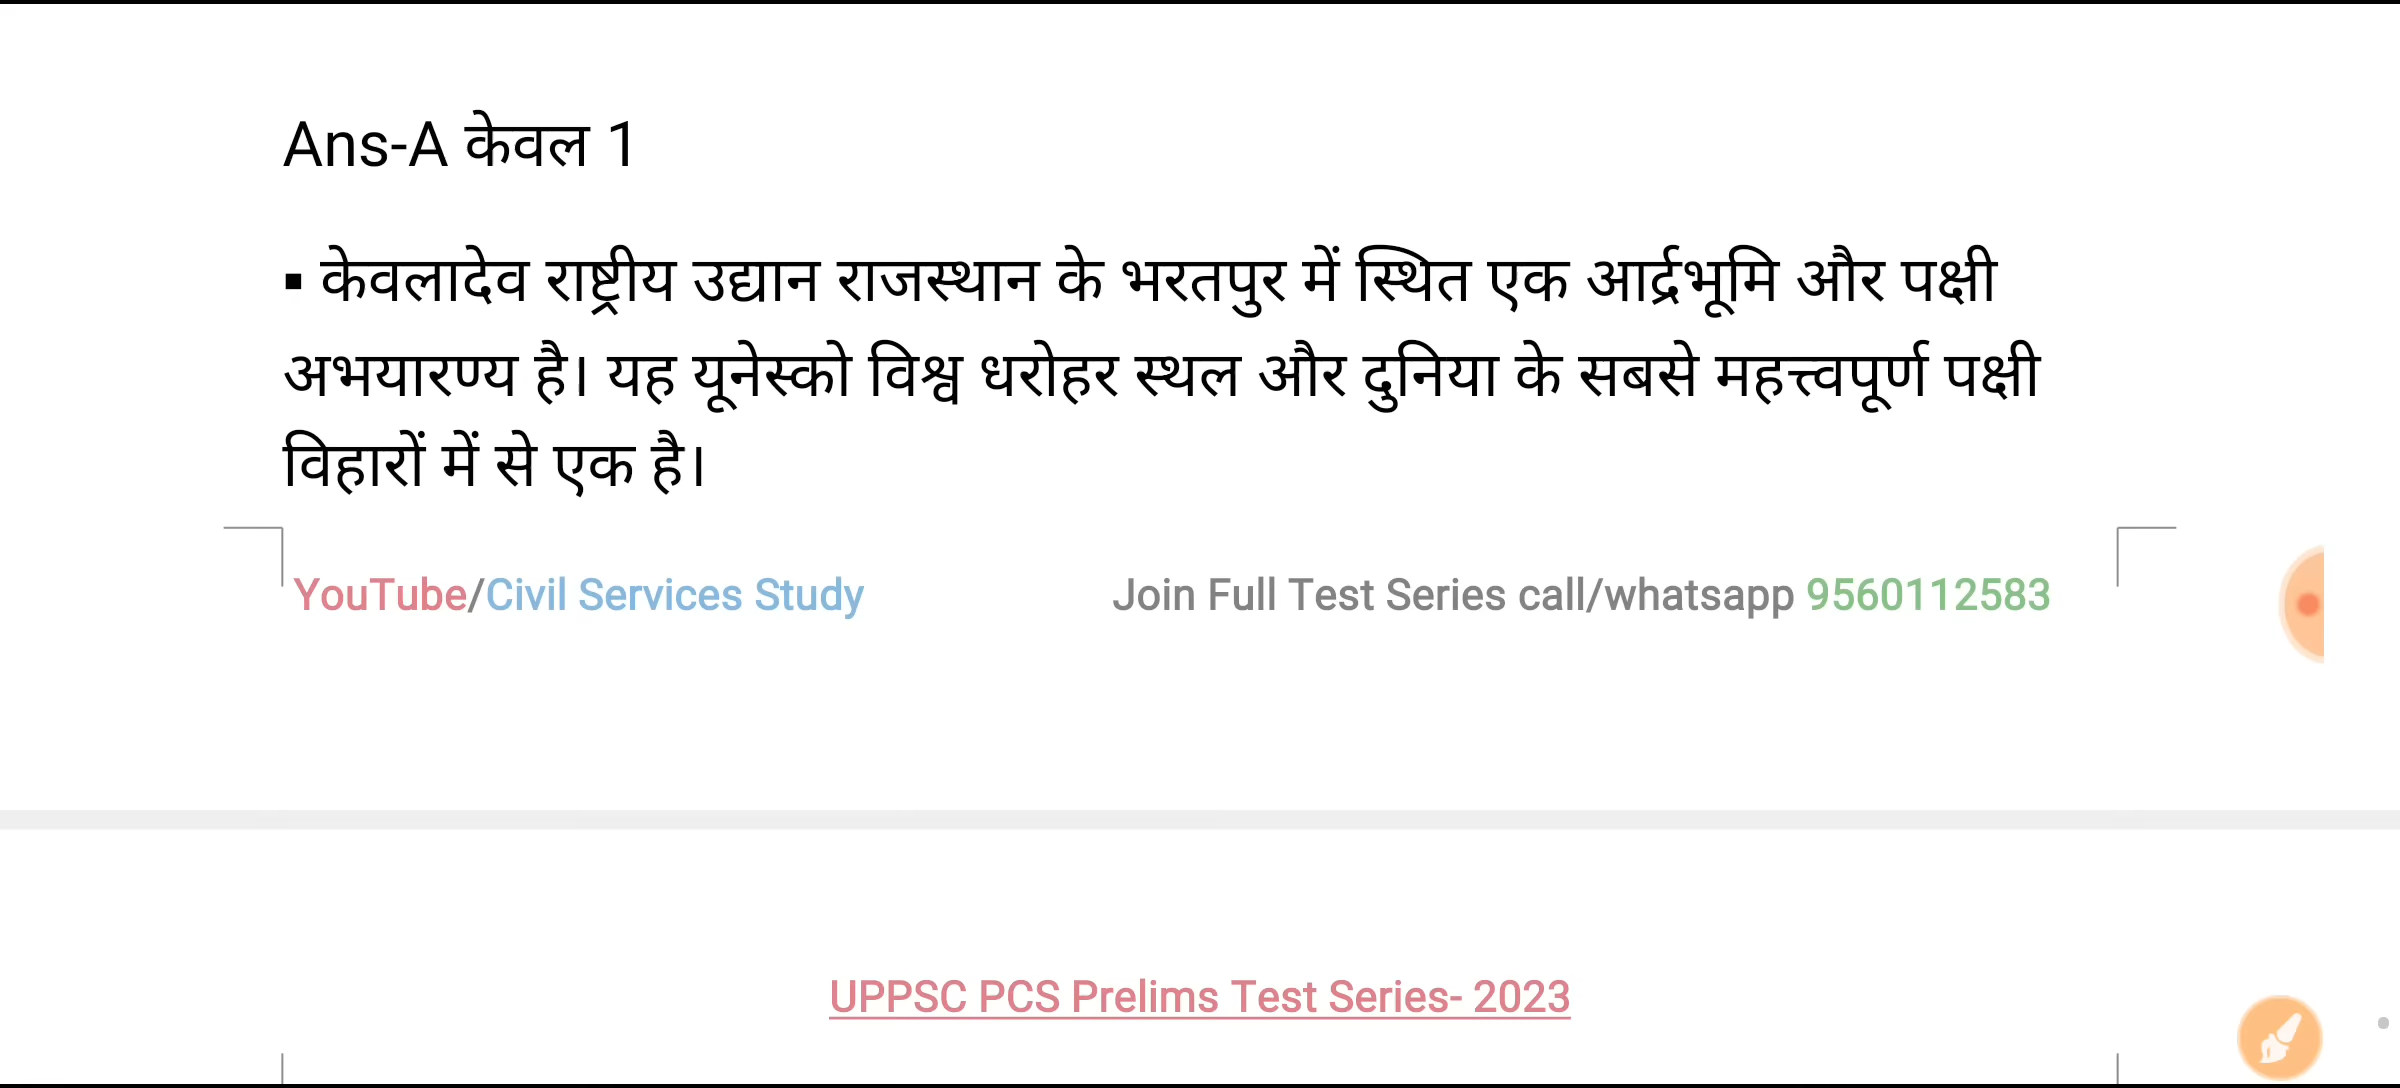 Ans-A केवल 1
▪ केवलादेव राष्ट्रीय उद्यान राजस्थान के भरतपुर में स्थित एक आर्द्रभूमि और पक्षी
अभयारण्य है। यह यूनेस्को विश्व धरोहर स्थल और दुनिया के सबसे महत्त्वपूर्ण पक्षी
विहारों में से एक है।
YouTube/Civil Services Study Join Full Test Series call/whatsapp 9560112583
UPPSC PCS Prelims Test Series- 2023